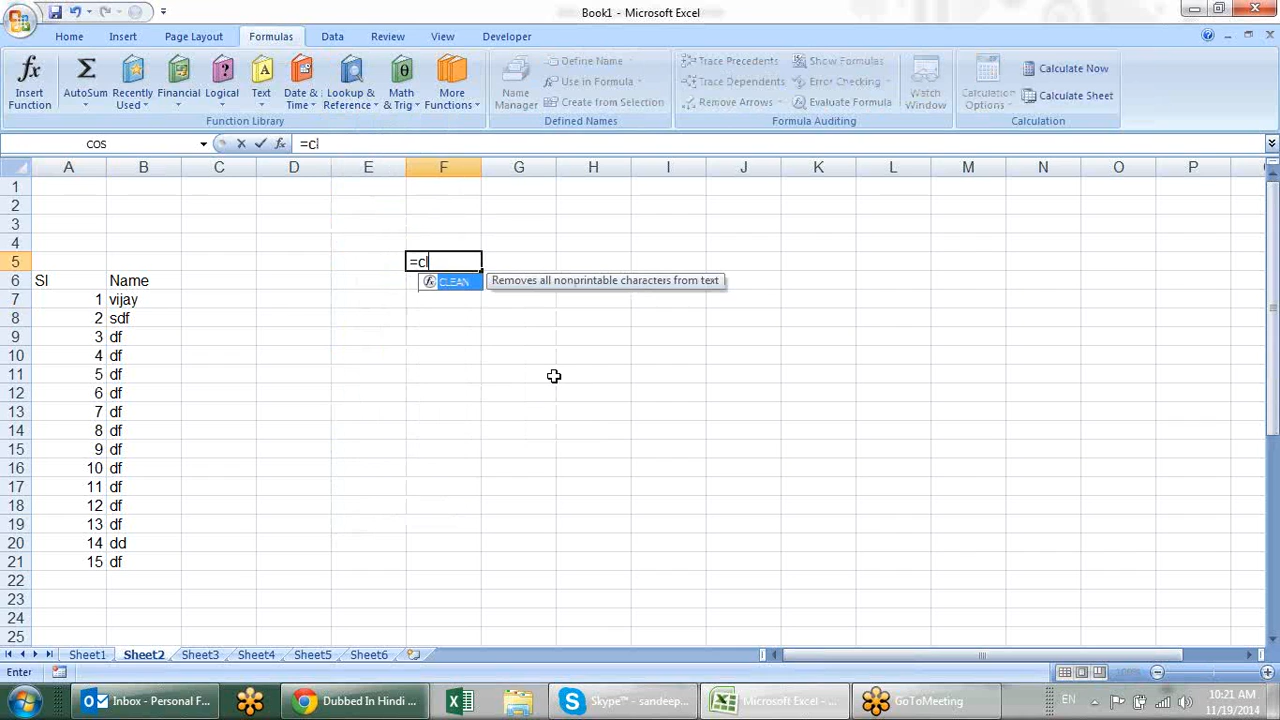 Book1 - Microsoft Excel
Home Insert Page Layout Formulas Data Review View Developer
Insert Function
AutoSum
Recently Used
Financial
Logical
Text
Date & Time
Lookup & Reference
Math & Trig
More Functions
Function Library
Name Manager
Define Name
Use in Formula
Create from Selection
Defined Names
Trace Precedents
Trace Dependents
Remove Arrows
Show Formulas
Error Checking
Evaluate Formula
Formula Auditing
Watch Window
Calculation Options
Calculate Now
Calculate Sheet
Calculation
COS fx =cl
A B C D E F G H I J K L M N O P
1
2
3
4
5 =cl
CLEAN Removes all nonprintable characters from text
6 Sl Name
7 1 vijay
8 2 sdf
9 3 df
10 4 df
11 5 df
12 6 df
13 7 df
14 8 df
15 9 df
16 10 df
17 11 df
18 12 df
19 13 df
20 14 dd
21 15 df
22
23
24
25
Sheet1 Sheet2 Sheet3 Sheet4 Sheet5 Sheet6
Enter
Inbox - Personal F...
Dubbed In Hindi ...
Skype™ - sandeep...
Microsoft Excel - ...
GoToMeeting
EN
10:21 AM
11/19/2014